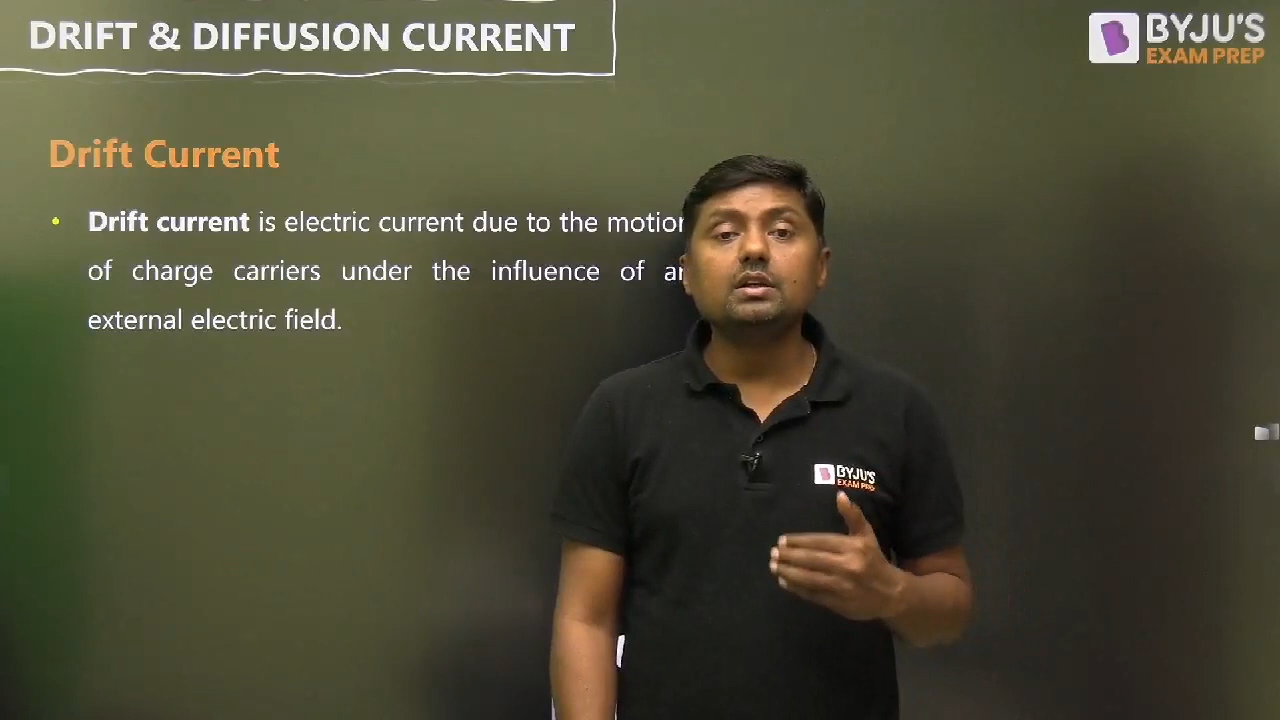 DRIFT & DIFFUSION CURRENT
BYJU'S
EXAM PREP
Drift Current
• Drift current is electric current due to the motion
of charge carriers under the influence of an
external electric field.
BYJU'S
EXAM PREP